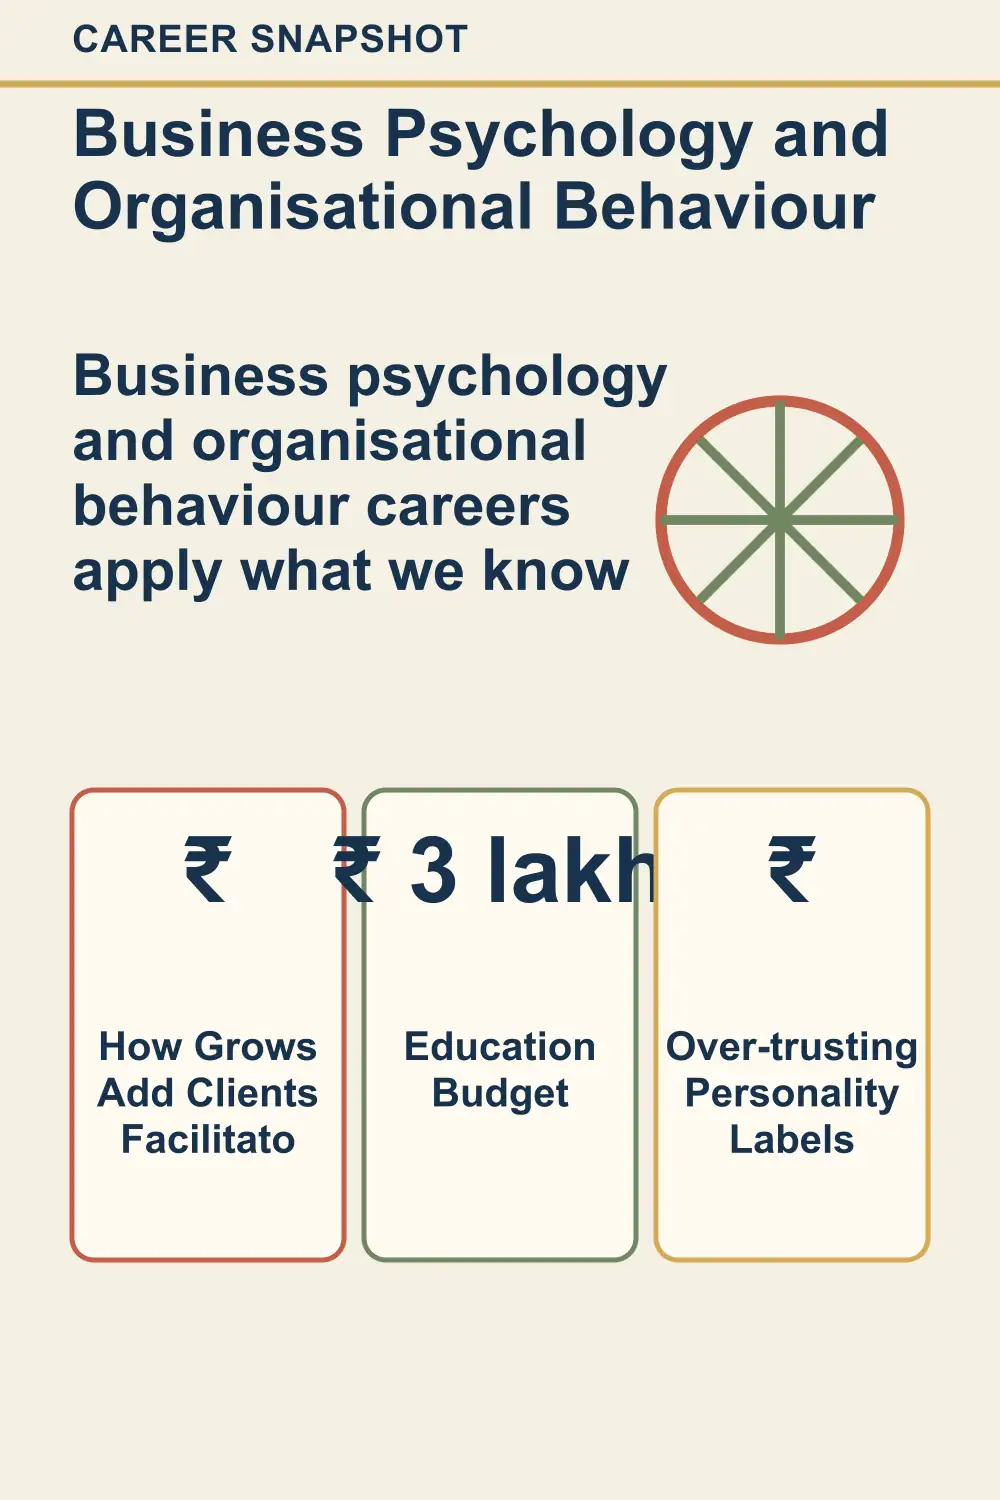 CAREER SNAPSHOT
Business Psychology and
Organisational Behaviour
Business psychology
and organisational
behaviour careers
apply what we know
₹
₹ 3 lakh
₹
How Grows
Add Clients
Facilitato
Education
Budget
Over-trusting
Personality
Labels